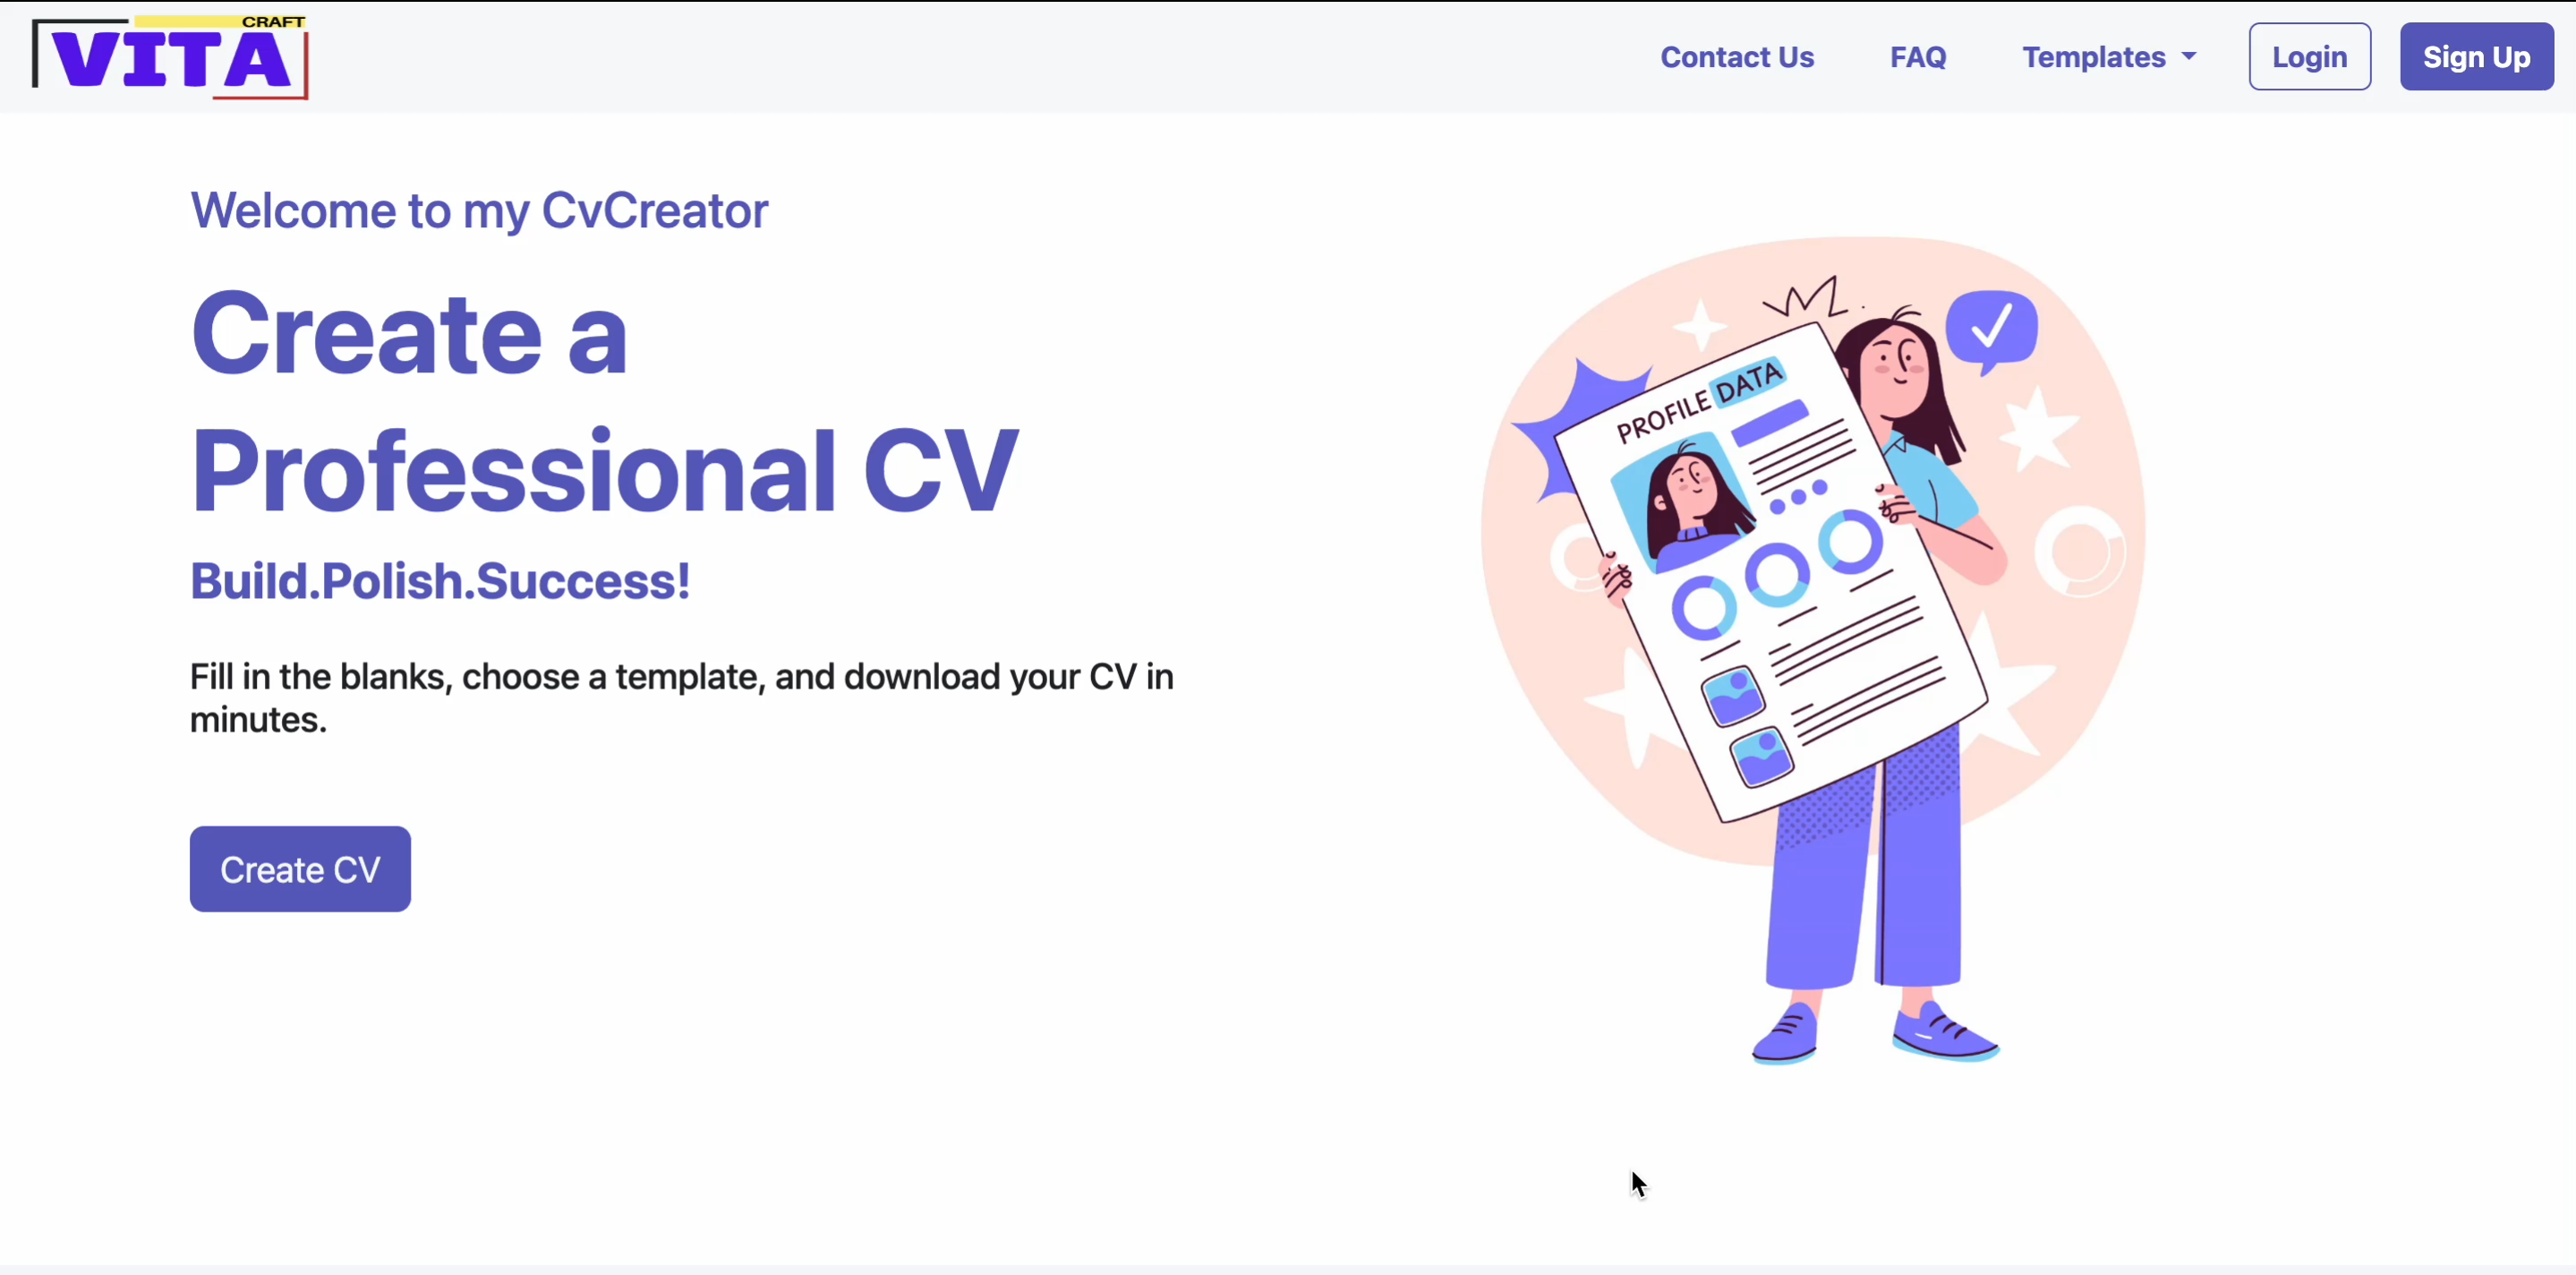 CRAFT
VITA
Contact Us
FAQ
Templates
Login
Sign Up
Welcome to my CvCreator
Create a
Professional CV
Build.Polish.Success!
Fill in the blanks, choose a template, and download your CV in
minutes.
Create CV
PROFILE DATA